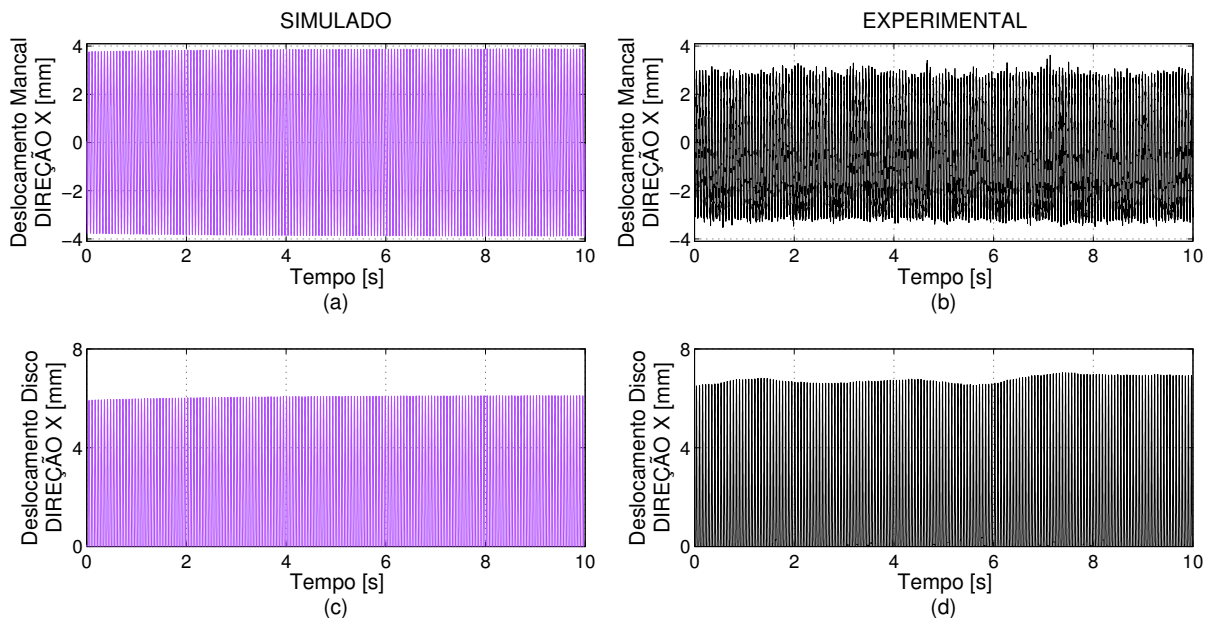 SIMULADO
EXPERIMENTAL
Deslocamento Mancal
DIREÇÃO X [mm]
4
2
0
−2
−4
0 2 4 6 8 10
Tempo [s]
(a)
Deslocamento Mancal
DIREÇÃO X [mm]
4
2
0
−2
−4
0 2 4 6 8 10
Tempo [s]
(b)
Deslocamento Disco
DIREÇÃO X [mm]
8
4
0
0 2 4 6 8 10
Tempo [s]
(c)
Deslocamento Disco
DIREÇÃO X [mm]
8
4
0
0 2 4 6 8 10
Tempo [s]
(d)